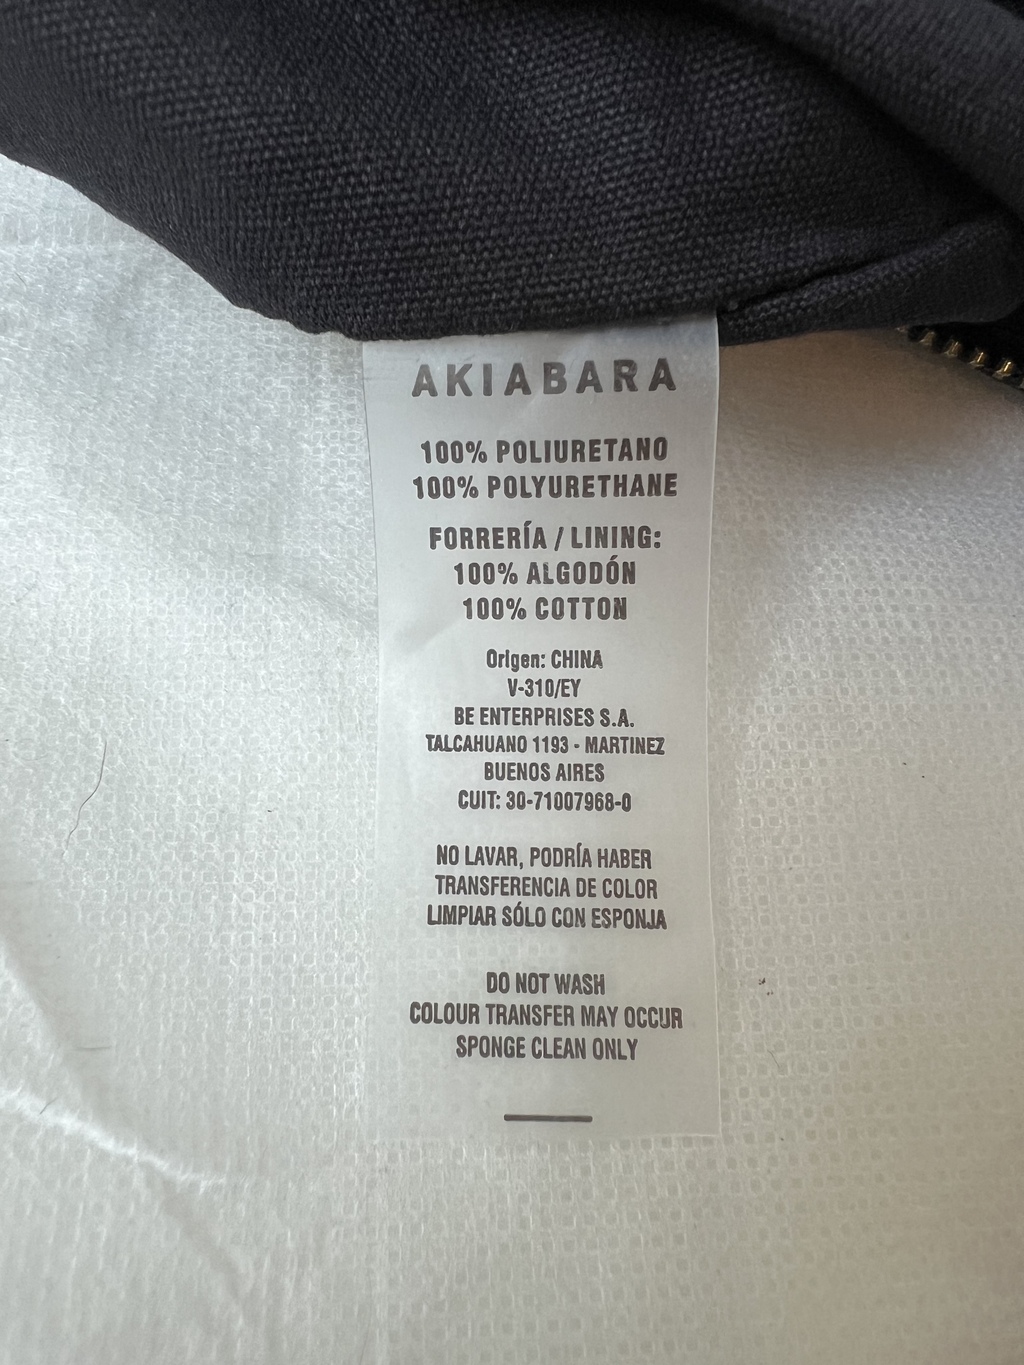 AKIABARA
100% POLIURETANO
100% POLYURETHANE
FORRERÍA / LINING:
100% ALGODÓN
100% COTTON
Origen: CHINA
V-310/EY
BE ENTERPRISES S.A.
TALCAHUANO 1193 - MARTINEZ
BUENOS AIRES
CUIT: 30-71007968-0
NO LAVAR, PODRÍA HABER
TRANSFERENCIA DE COLOR
LIMPIAR SÓLO CON ESPONJA
DO NOT WASH
COLOUR TRANSFER MAY OCCUR
SPONGE CLEAN ONLY